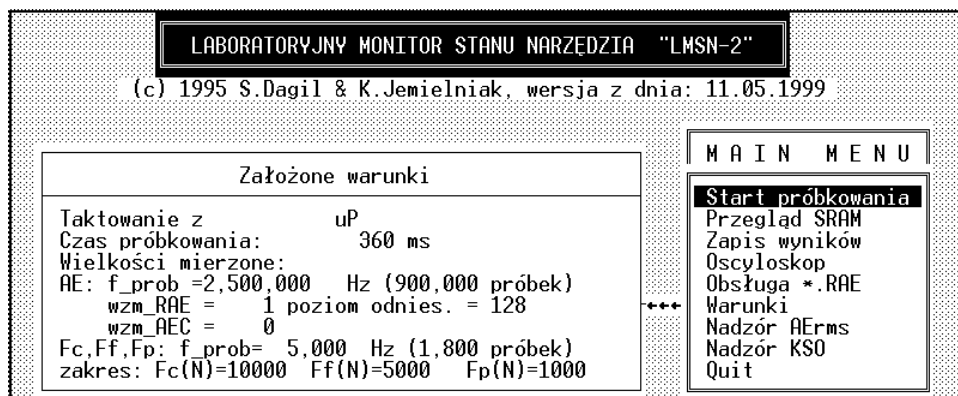 LABORATORYJNY MONITOR STANU NARZĘDZIA "LMSN-2"
(c) 1995 S.Dagil & K.Jemielniak, wersja z dnia: 11.05.1999
MAIN MENU
Założone warunki
Taktowanie z uP
Czas próbkowania: 360 ms
Wielkości mierzone:
AE: f_prob =2,500,000 Hz (900,000 próbek)
wzm_RAE = 1 poziom odnies. = 128
wzm_AEC = 0
Fc,Ff,Fp: f_prob= 5,000 Hz (1,800 próbek)
zakres: Fc(N)=10000 Ff(N)=5000 Fp(N)=1000
Start próbkowania
Przegląd SRAM
Zapis wyników
Oscyloskop
Obsługa *.RAE
Warunki
Nadzór AErms
Nadzór KSO
Quit